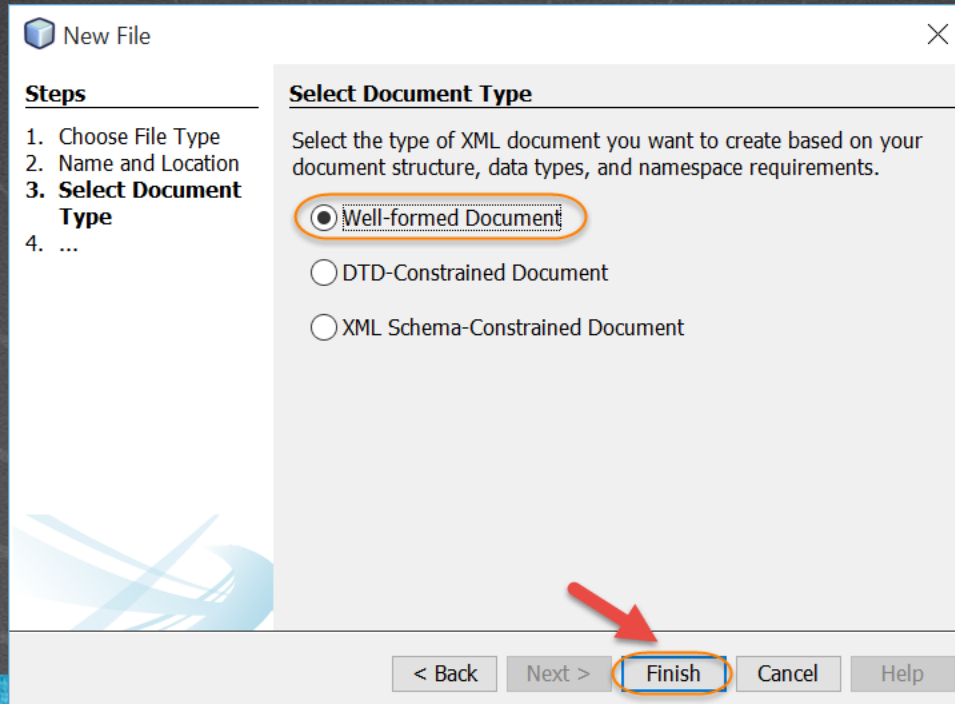 New File
Steps
1. Choose File Type
2. Name and Location
3. Select Document
Type
4. ...
Select Document Type
Select the type of XML document you want to create based on your
document structure, data types, and namespace requirements.
Well-formed Document
DTD-Constrained Document
XML Schema-Constrained Document
< Back
Next >
Finish
Cancel
Help